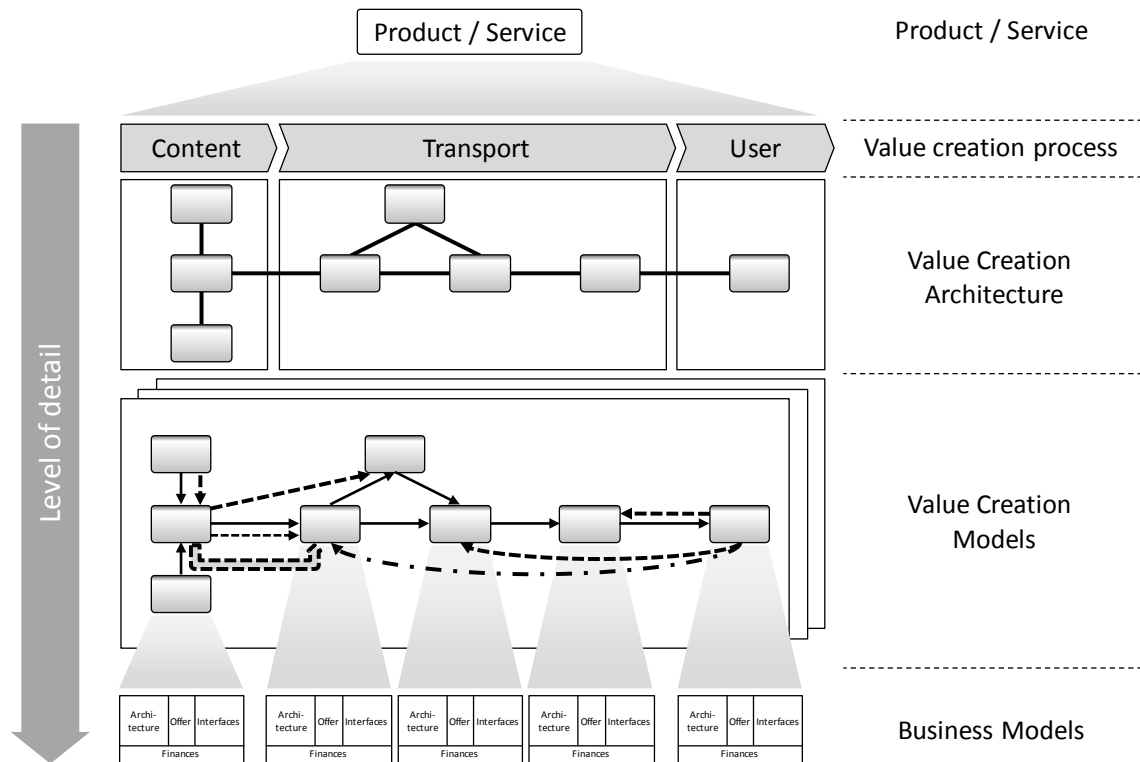 Product / Service
Product / Service
Content
Transport
User
Value creation process
Value Creation
Architecture
Level of detail
Value Creation
Models
Archi-
tecture
Offer
Interfaces
Finances
Archi-
tecture
Offer
Interfaces
Finances
Archi-
tecture
Offer
Interfaces
Finances
Archi-
tecture
Offer
Interfaces
Finances
Archi-
tecture
Offer
Interfaces
Finances
Business Models